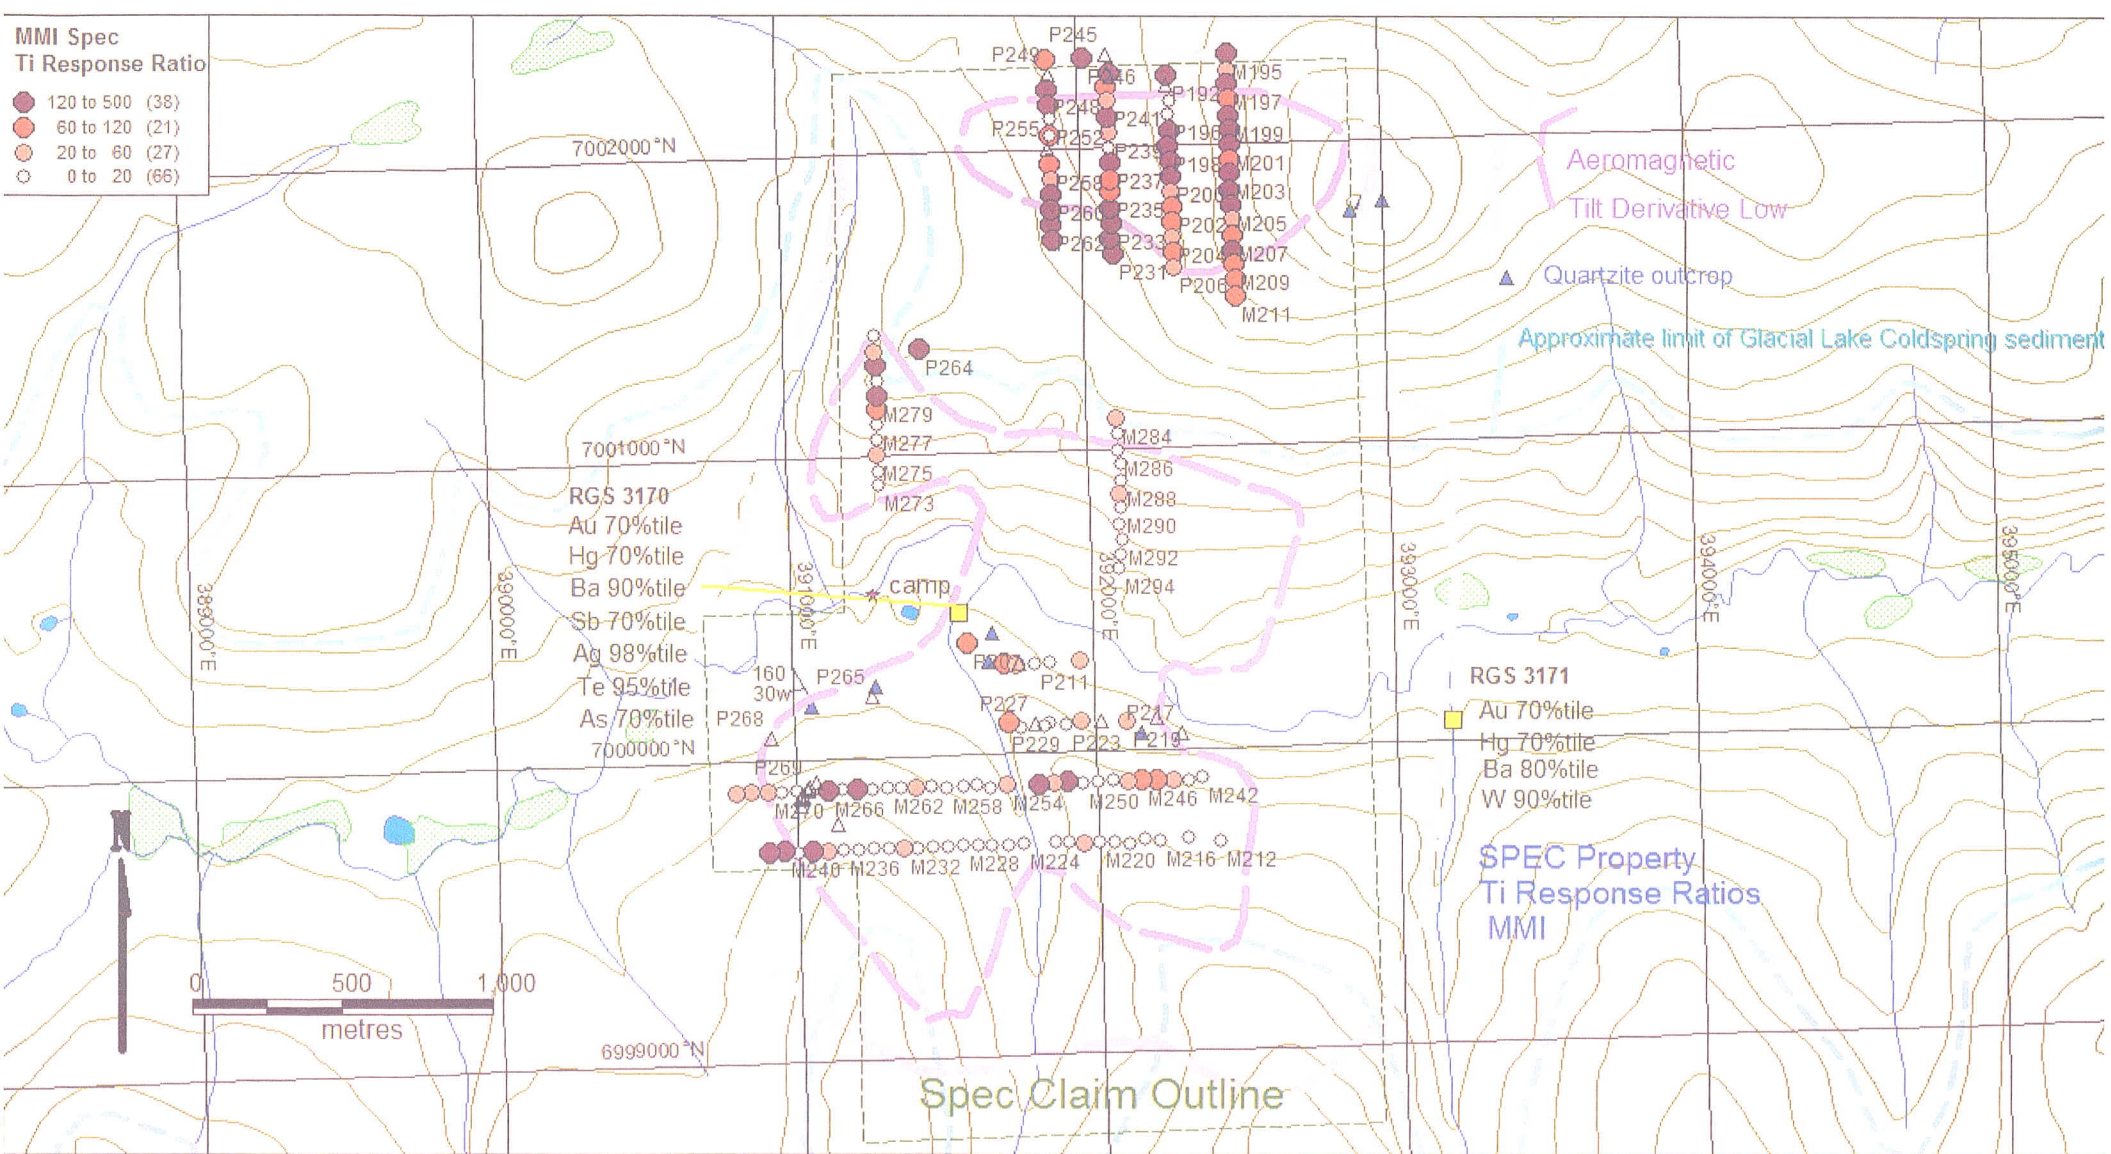 MMI Spec
Ti Response Ratio
120 to 500 (38)
60 to 120 (21)
20 to 60 (27)
0 to 20 (66)
P245
P249
P246
M195
P192
M197
P248
P241
P255
P252
P196
M199
P239
7002000°N
P198
M201
P258
P237
P200
M203
P260
P235
P202
M205
P262
P233
P204
M207
P231
P206
M209
M211
Aeromagnetic
Tilt Derivative Low
Quartzite outcrop
Approximate limit of Glacial Lake Coldspring sediment
P264
M279
M277
M275
M273
M284
M286
M288
M290
M292
M294
7001000°N
RGS 3170
Au 70%tile
Hg 70%tile
Ba 90%tile
Sb 70%tile
Ag 98%tile
Te 95%tile
As 70%tile
camp
389000°E
390000°E
391000°E
392000°E
393000°E
394000°E
395000°E
160
30w
P265
P211
P268
P227
P217
P229
P223
P219
7000000°N
P269
M270
M266
M262
M258
M254
M250
M246
M242
M240
M236
M232
M228
M224
M220
M216
M212
RGS 3171
Au 70%tile
Hg 70%tile
Ba 80%tile
W 90%tile
SPEC Property
Ti Response Ratios
MMI
N
0 500 1,000
metres
6999000°N
Spec Claim Outline